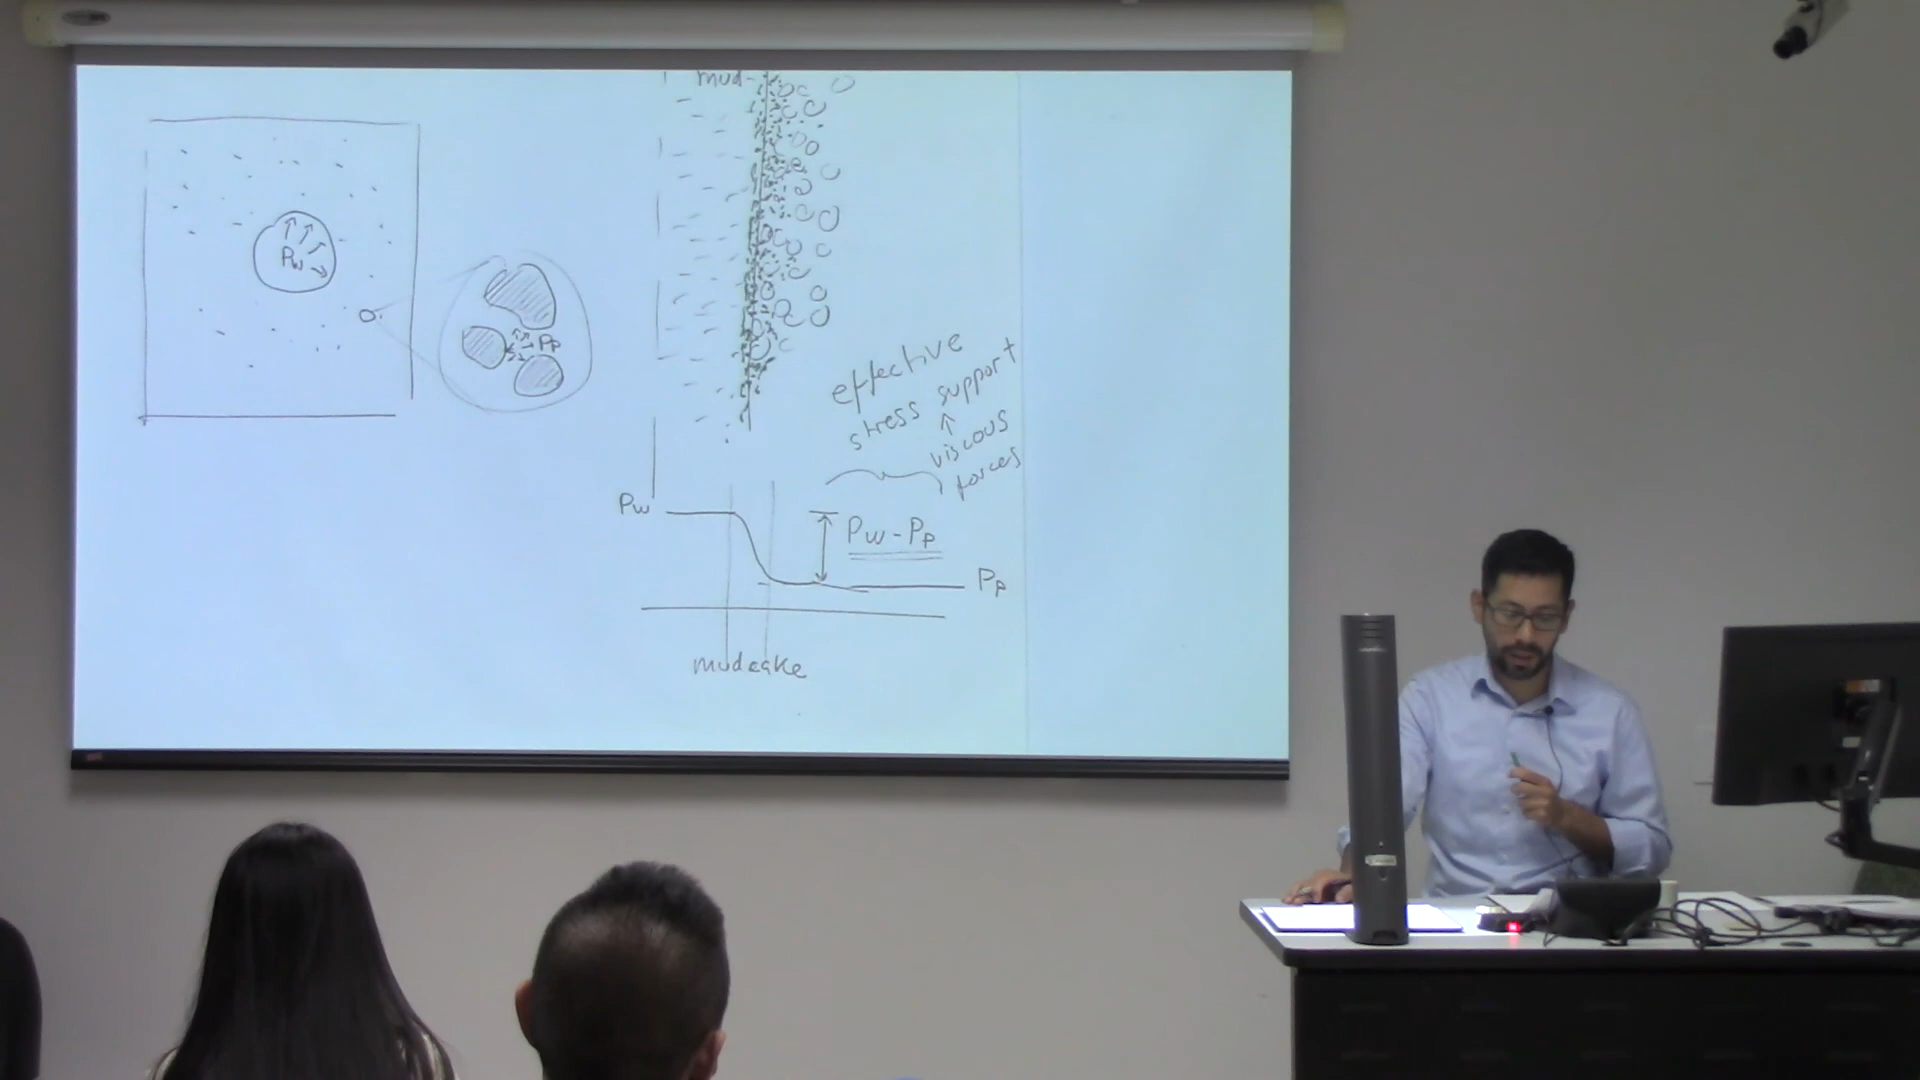 mud-
Pw
Pp
effective
stress support
↑
viscous
forces
Pw
Pw - Pp
Pp
mudcake